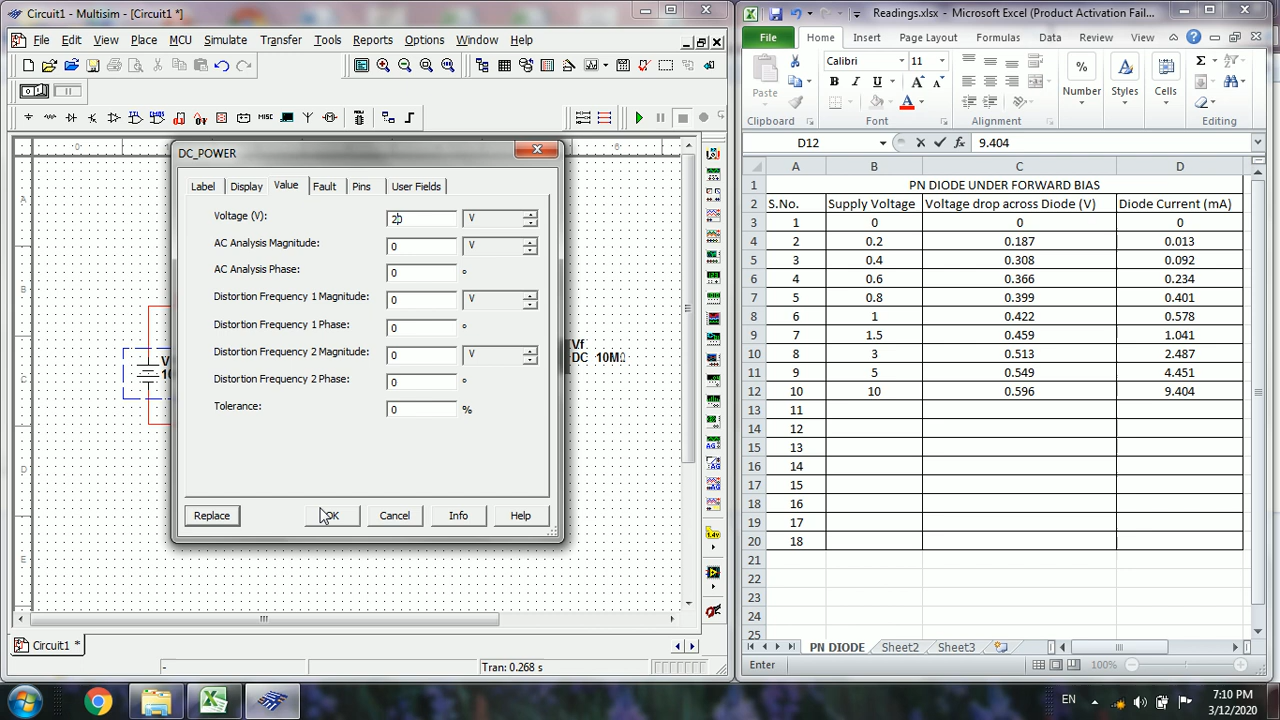 Circuit1 - Multisim - [Circuit1 *]
File Edit View Place MCU Simulate Transfer Tools Reports Options Window Help
MISC
DC_POWER
Label Display Value Fault Pins User Fields
Voltage (V): 20 V
AC Analysis Magnitude: 0 V
AC Analysis Phase: 0 °
Distortion Frequency 1 Magnitude: 0 V
Distortion Frequency 1 Phase: 0 °
Distortion Frequency 2 Magnitude: 0 V
Distortion Frequency 2 Phase: 0 °
Tolerance: 0 %
Replace OK Cancel Info Help
Vf
DC 10MΩ
Circuit1 *
- Tran: 0.268 s
Readings.xlsx - Microsoft Excel (Product Activation Fail...
File Home Insert Page Layout Formulas Data Review View
Paste Calibri 11 Number Styles Cells
B I U A A
Clipboard Font Alignment Editing
D12 fx 9.404
A B C D
1 PN DIODE UNDER FORWARD BIAS
2 S.No. Supply Voltage Voltage drop across Diode (V) Diode Current (mA)
3 1 0 0 0
4 2 0.2 0.187 0.013
5 3 0.4 0.308 0.092
6 4 0.6 0.366 0.234
7 5 0.8 0.399 0.401
8 6 1 0.422 0.578
9 7 1.5 0.459 1.041
10 8 3 0.513 2.487
11 9 5 0.549 4.451
12 10 10 0.596 9.404
13 11
14 12
15 13
16 14
17 15
18 16
19 17
20 18
21
22
23
24
25
PN DIODE Sheet2 Sheet3
Enter 100%
EN 7:10 PM
3/12/2020